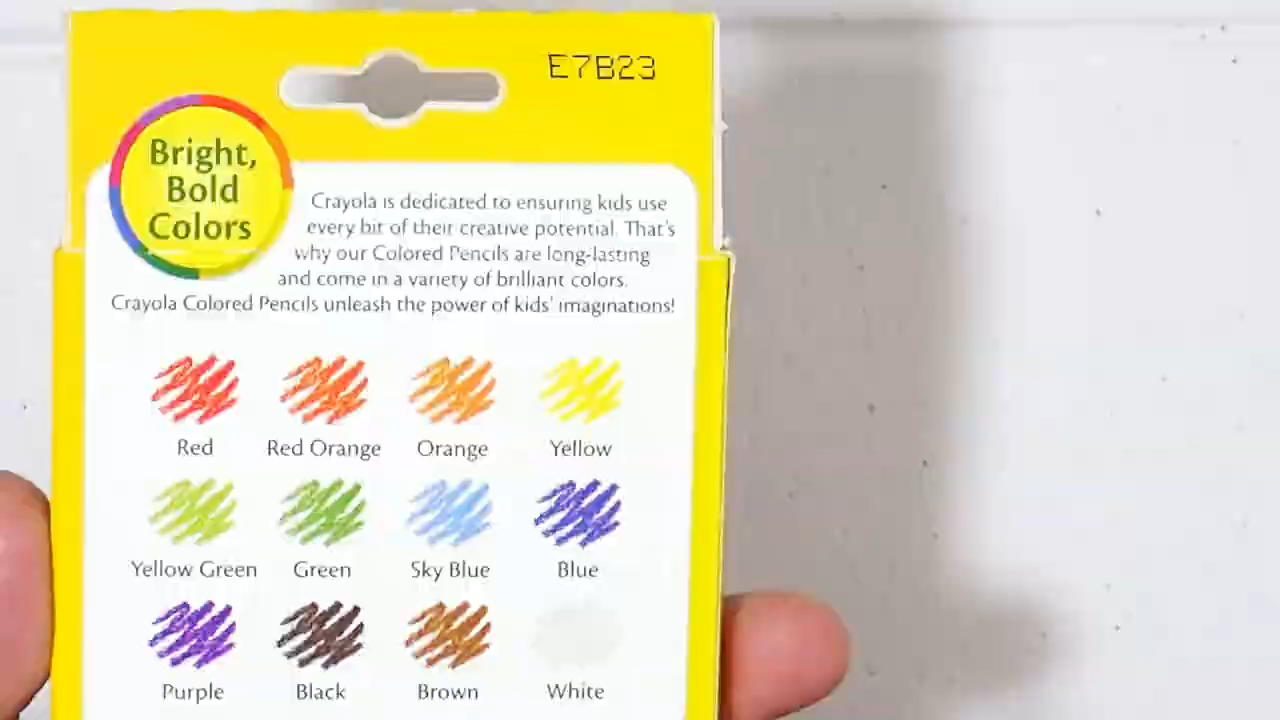 E7B23
Bright,
Bold
Colors
Crayola is dedicated to ensuring kids use
every bit of their creative potential. That's
why our Colored Pencils are long-lasting
and come in a variety of brilliant colors.
Crayola Colored Pencils unleash the power of kids' imaginations!
Red Red Orange Orange Yellow
Yellow Green Green Sky Blue Blue
Purple Black Brown White